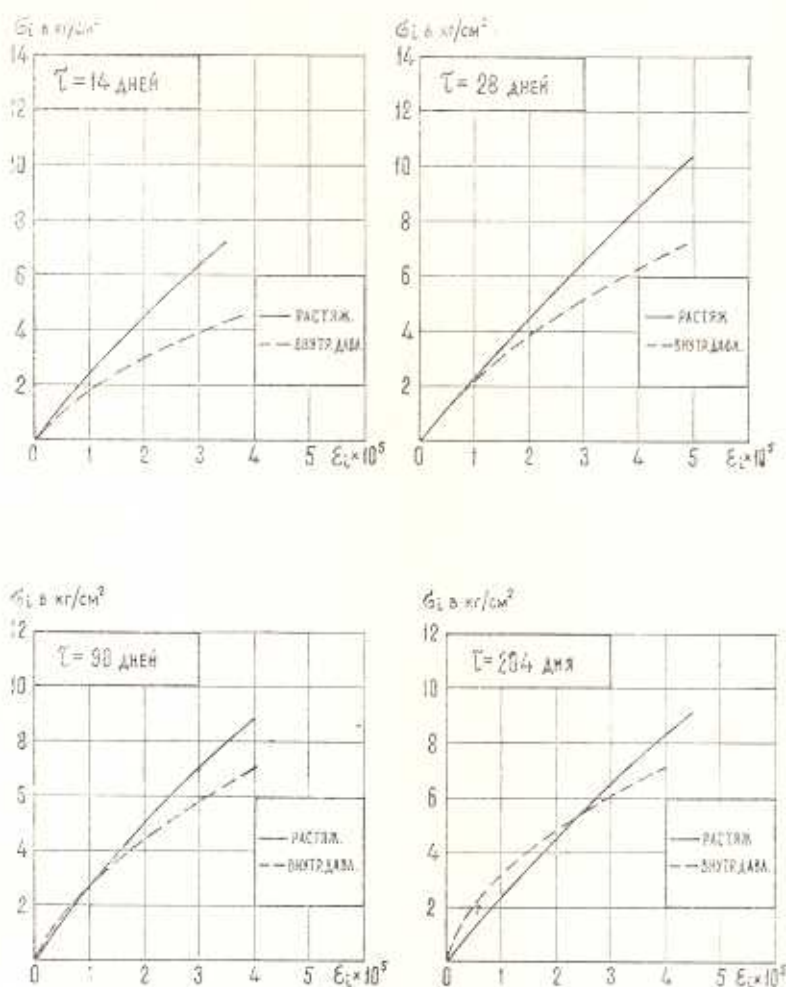 σi в кг/см²
14
12
10
8
6
4
2
0 1 2 3 4 5 εi×10⁵
τ = 14 ДНЕЙ
РАСТЯЖ.
ВНУТР.ДАВЛ.
σi в кг/см²
14
12
10
8
6
4
2
0 1 2 3 4 5 εi×10⁵
τ = 28 ДНЕЙ
РАСТЯЖ
ВНУТР.ДАВЛ.
σi в кг/см²
12
10
8
6
4
2
0 1 2 3 4 5 εi×10⁵
τ = 90 ДНЕЙ
РАСТЯЖ.
ВНУТР.ДАВЛ.
σi в кг/см²
12
10
8
6
4
2
0 1 2 3 4 5 εi×10⁵
τ = 204 ДНЯ
РАСТЯЖ
ВНУТР.ДАВЛ.